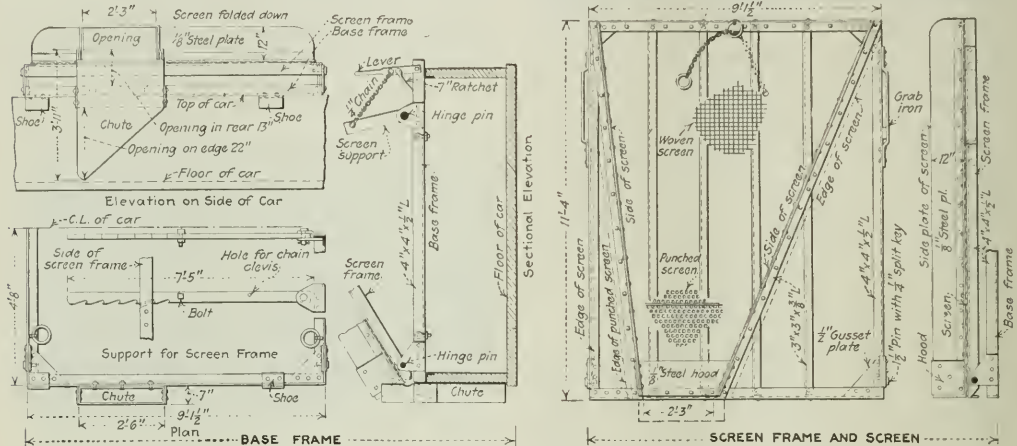 2'-3"
Screen folded down
Opening
1/8" Steel plate
12"
Screen frame
Base frame
Top of car
Shoe
3'-11"
Chute
Shoe
Opening in rear 13"
Opening on edge 22"
Floor of car
Elevation on Side of Car
C.L. of car
Side of
screen frame
7'-5"
Hole for chain
clevis
Bolt
4'-8"
Support for Screen Frame
Chute
7"
Shoe
2'-6"
9'-1 1/2"
Plan
BASE FRAME
Lever
7" Ratchet
Chain
Hinge pin
Screen
support
Base frame
4"x4"x1/2"L
Floor of car
Screen
frame
Hinge pin
Chute
Sectional Elevation
9'-1 1/2"
11'-4"
Woven
screen
Side of screen
Side of screen
Edge of screen
Grab
iron
Punched
screen
Edge of screen
Edge of punched screen
3"x3"x3/8"L
4"x4"x1/2"L
1/2" Gusset
plate
1 1/2" Pin with 1/4" split key
Steel hood
2'-3"
Hood
Side plate of screen
12"
Screen
1/8" Steel pl.
Screen frame
4"x4"x1/2"L
Base frame
SCREEN FRAME AND SCREEN